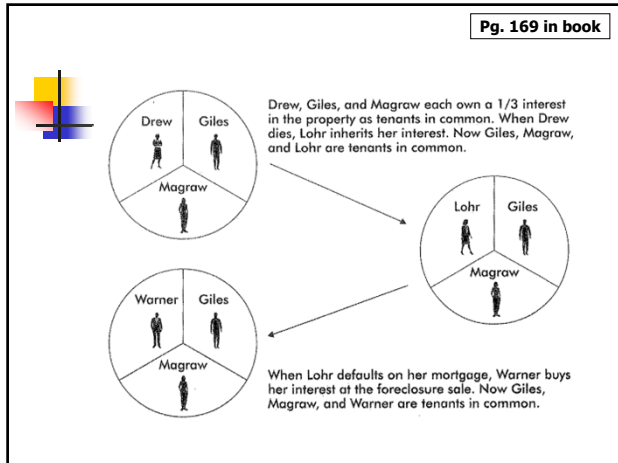 Pg. 169 in book
Drew, Giles, and Magraw each own a 1/3 interest
in the property as tenants in common. When Drew
dies, Lohr inherits her interest. Now Giles, Magraw,
and Lohr are tenants in common.
Drew Giles
Magraw
Lohr Giles
Magraw
Warner Giles
Magraw
When Lohr defaults on her mortgage, Warner buys
her interest at the foreclosure sale. Now Giles,
Magraw, and Warner are tenants in common.